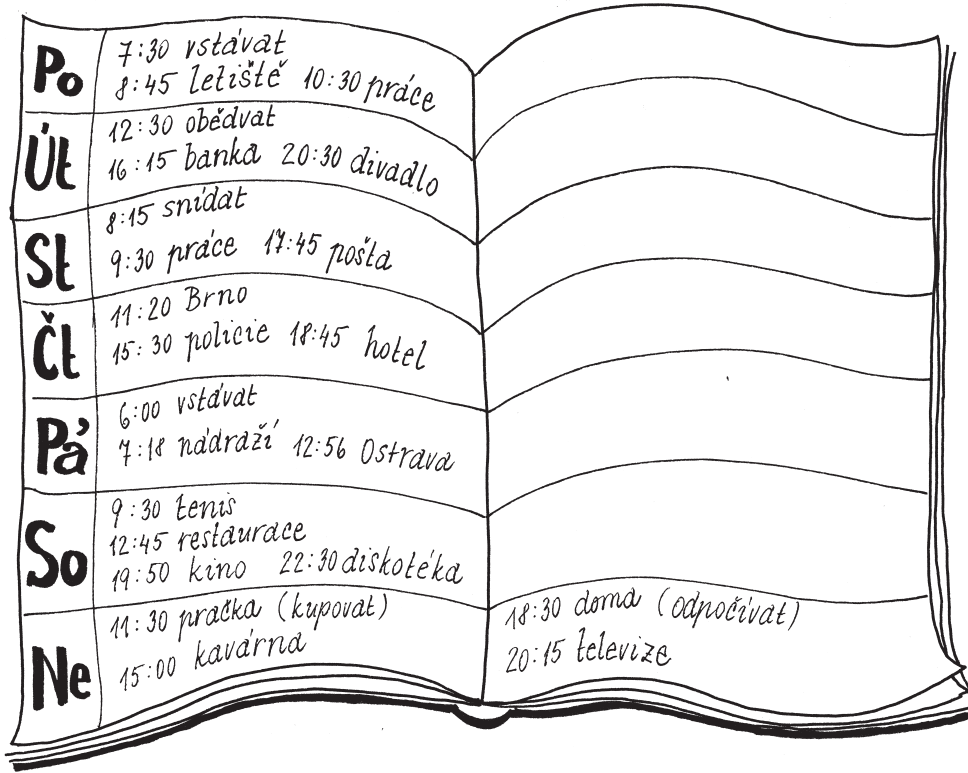 Po
7:30 vstávat
8:45 letiště 10:30 práce
Út
12:30 obědvat
16:15 banka 20:30 divadlo
St
8:15 snídat
9:30 práce 17:45 pošta
Čt
11:20 Brno
15:30 policie 18:45 hotel
Pá
6:00 vstávat
7:18 nádraží 12:56 Ostrava
So
9:30 tenis
12:45 restaurace
19:50 kino 22:30 diskotéka
Ne
11:30 pračka (kupovat)
15:00 kavárna
18:30 doma (odpočívat)
20:15 televize